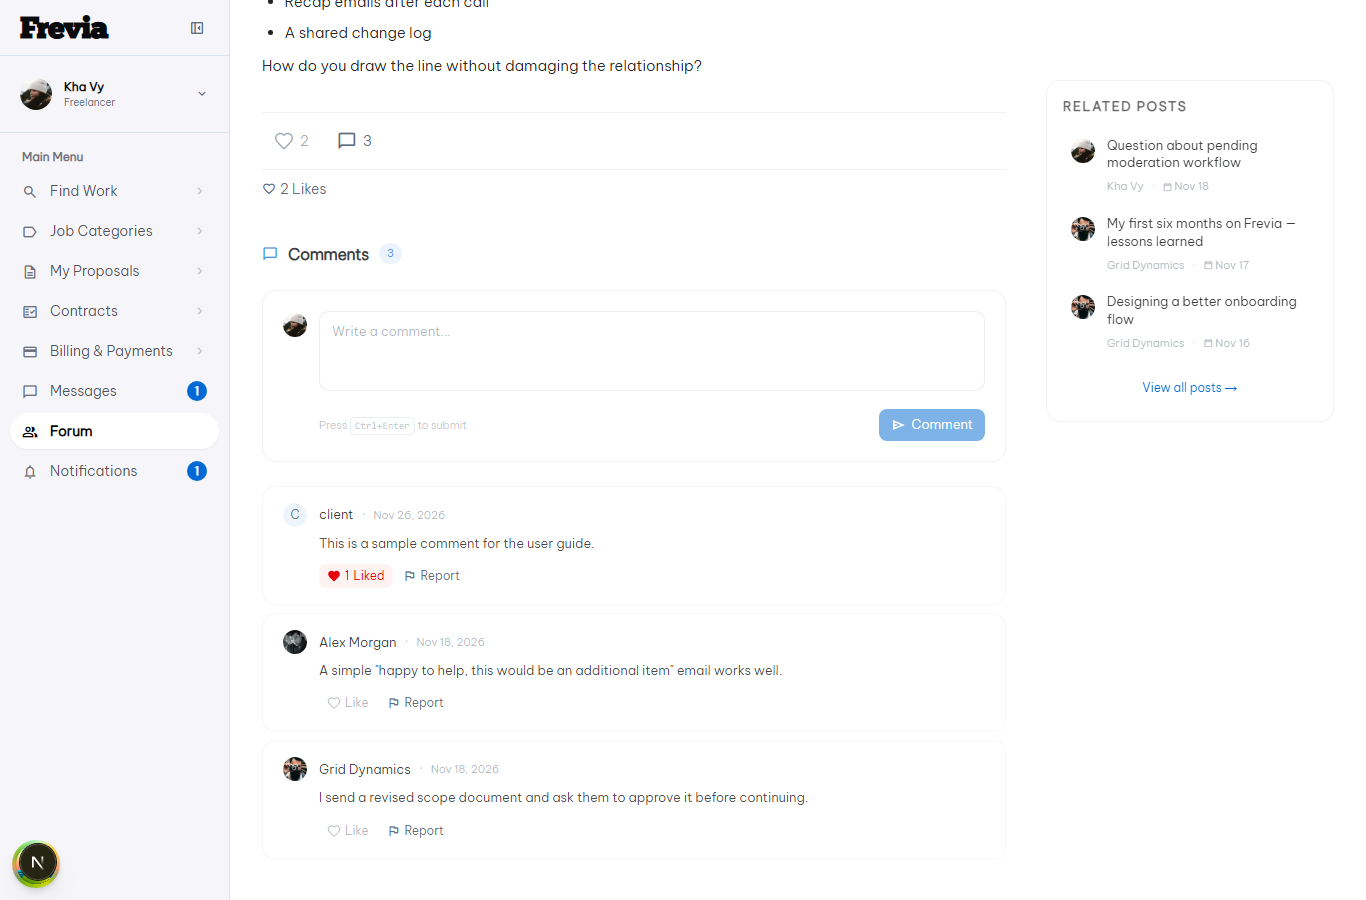 Frevia
Kha Vy
Freelancer
Main Menu
Find Work
Job Categories
My Proposals
Contracts
Billing & Payments
Messages 1
Forum
Notifications 1
N
Recap emails after each call
A shared change log
How do you draw the line without damaging the relationship?
2 3
2 Likes
Comments 3
Write a comment...
Press Ctrl+Enter to submit
Comment
C client · Nov 26, 2026
This is a sample comment for the user guide.
1 Liked Report
Alex Morgan · Nov 18, 2026
A simple "happy to help, this would be an additional item" email works well.
Like Report
Grid Dynamics · Nov 18, 2026
I send a revised scope document and ask them to approve it before continuing.
Like Report
RELATED POSTS
Question about pending
moderation workflow
Kha Vy · Nov 18
My first six months on Frevia —
lessons learned
Grid Dynamics · Nov 17
Designing a better onboarding
flow
Grid Dynamics · Nov 16
View all posts →